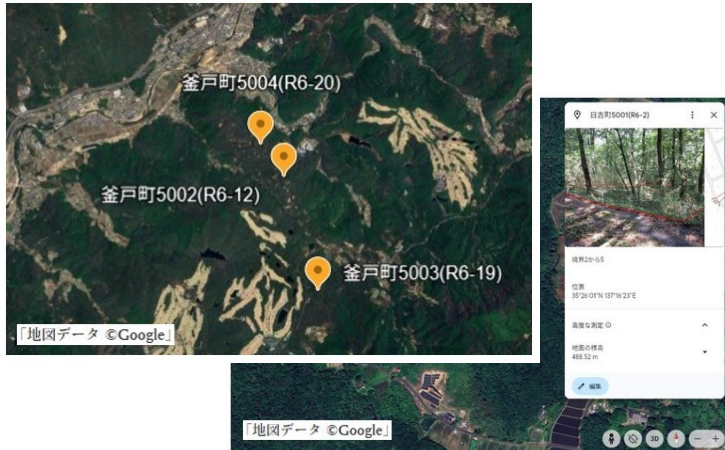 釜戸町5004(R6-20)
釜戸町5002(R6-12)
釜戸町5003(R6-19)
「地図データ ©Google」
日吉町5001(R6-2)
境界2から5
位置
35°26'01"N 137°16'23"E
高度な測定
地面の標高
488.52 m
編集
「地図データ ©Google」
3D